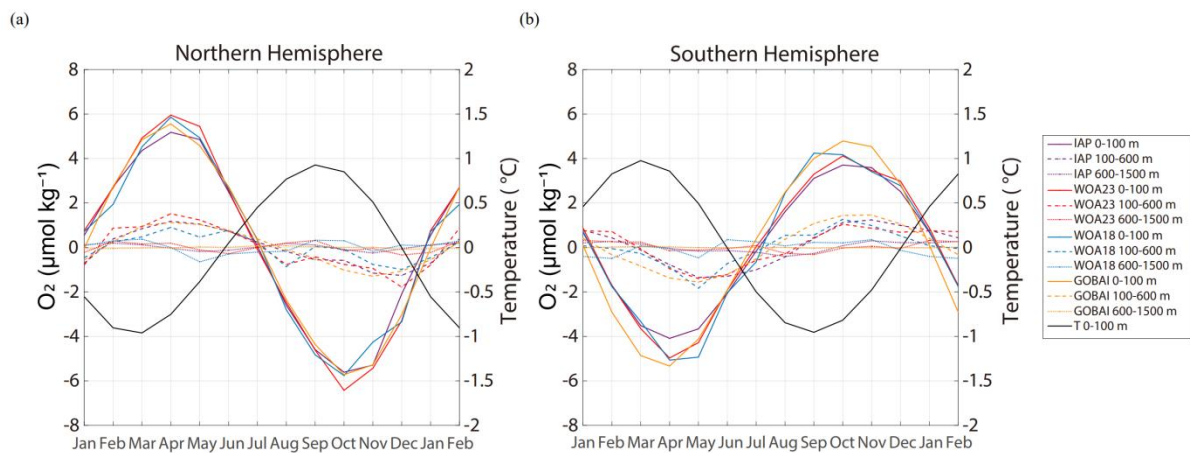 (a)
(b)
Northern Hemisphere
Southern Hemisphere
8
6
4
2
0
-2
-4
-6
-8
O₂ (μmol kg⁻¹)
2
1.5
1
0.5
0
-0.5
-1
-1.5
-2
Temperature ( °C)
Jan Feb Mar Apr May Jun Jul Aug Sep Oct Nov Dec Jan Feb
8
6
4
2
0
-2
-4
-6
-8
O₂ (μmol kg⁻¹)
2
1.5
1
0.5
0
-0.5
-1
-1.5
-2
Temperature ( °C)
Jan Feb Mar Apr May Jun Jul Aug Sep Oct Nov Dec Jan Feb
IAP 0-100 m
IAP 100-600 m
IAP 600-1500 m
WOA23 0-100 m
WOA23 100-600 m
WOA23 600-1500 m
WOA18 0-100 m
WOA18 100-600 m
WOA18 600-1500 m
GOBAI 0-100 m
GOBAI 100-600 m
GOBAI 600-1500 m
T 0-100 m